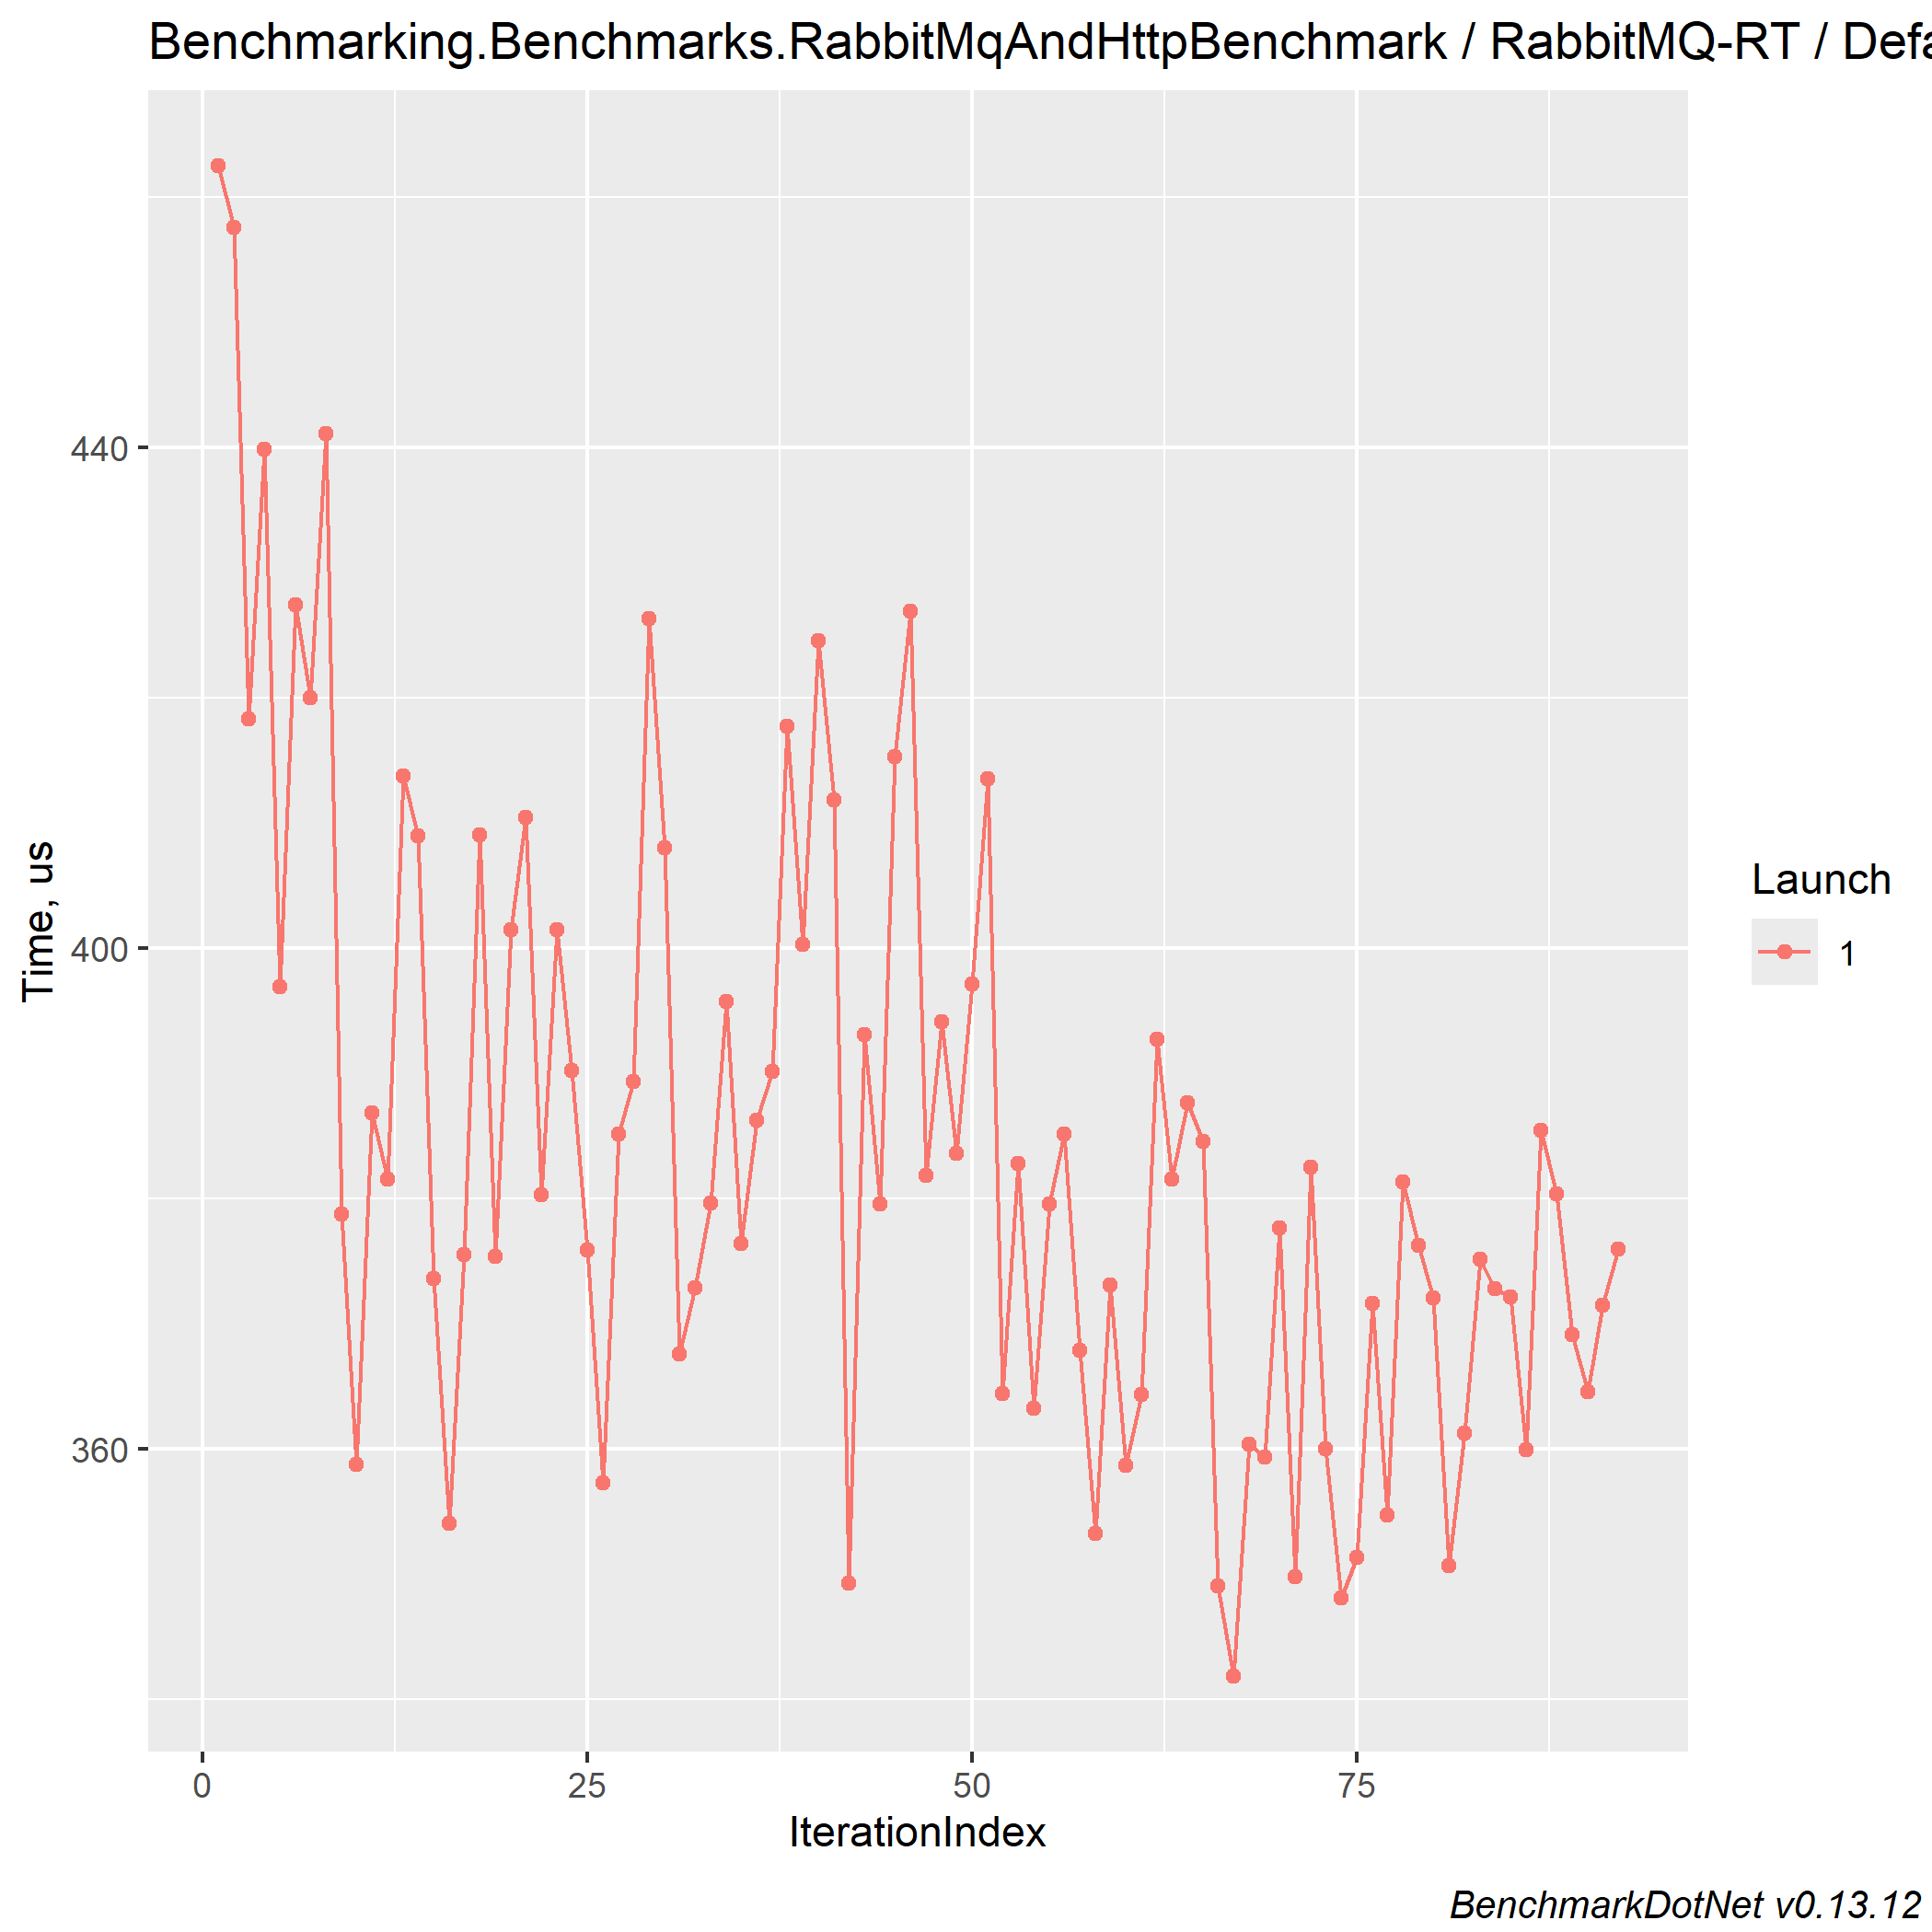 Benchmarking.Benchmarks.RabbitMqAndHttpBenchmark / RabbitMQ-RT / Defa
440
400
360
Time, us
0 25 50 75
IterationIndex
Launch
1
BenchmarkDotNet v0.13.12